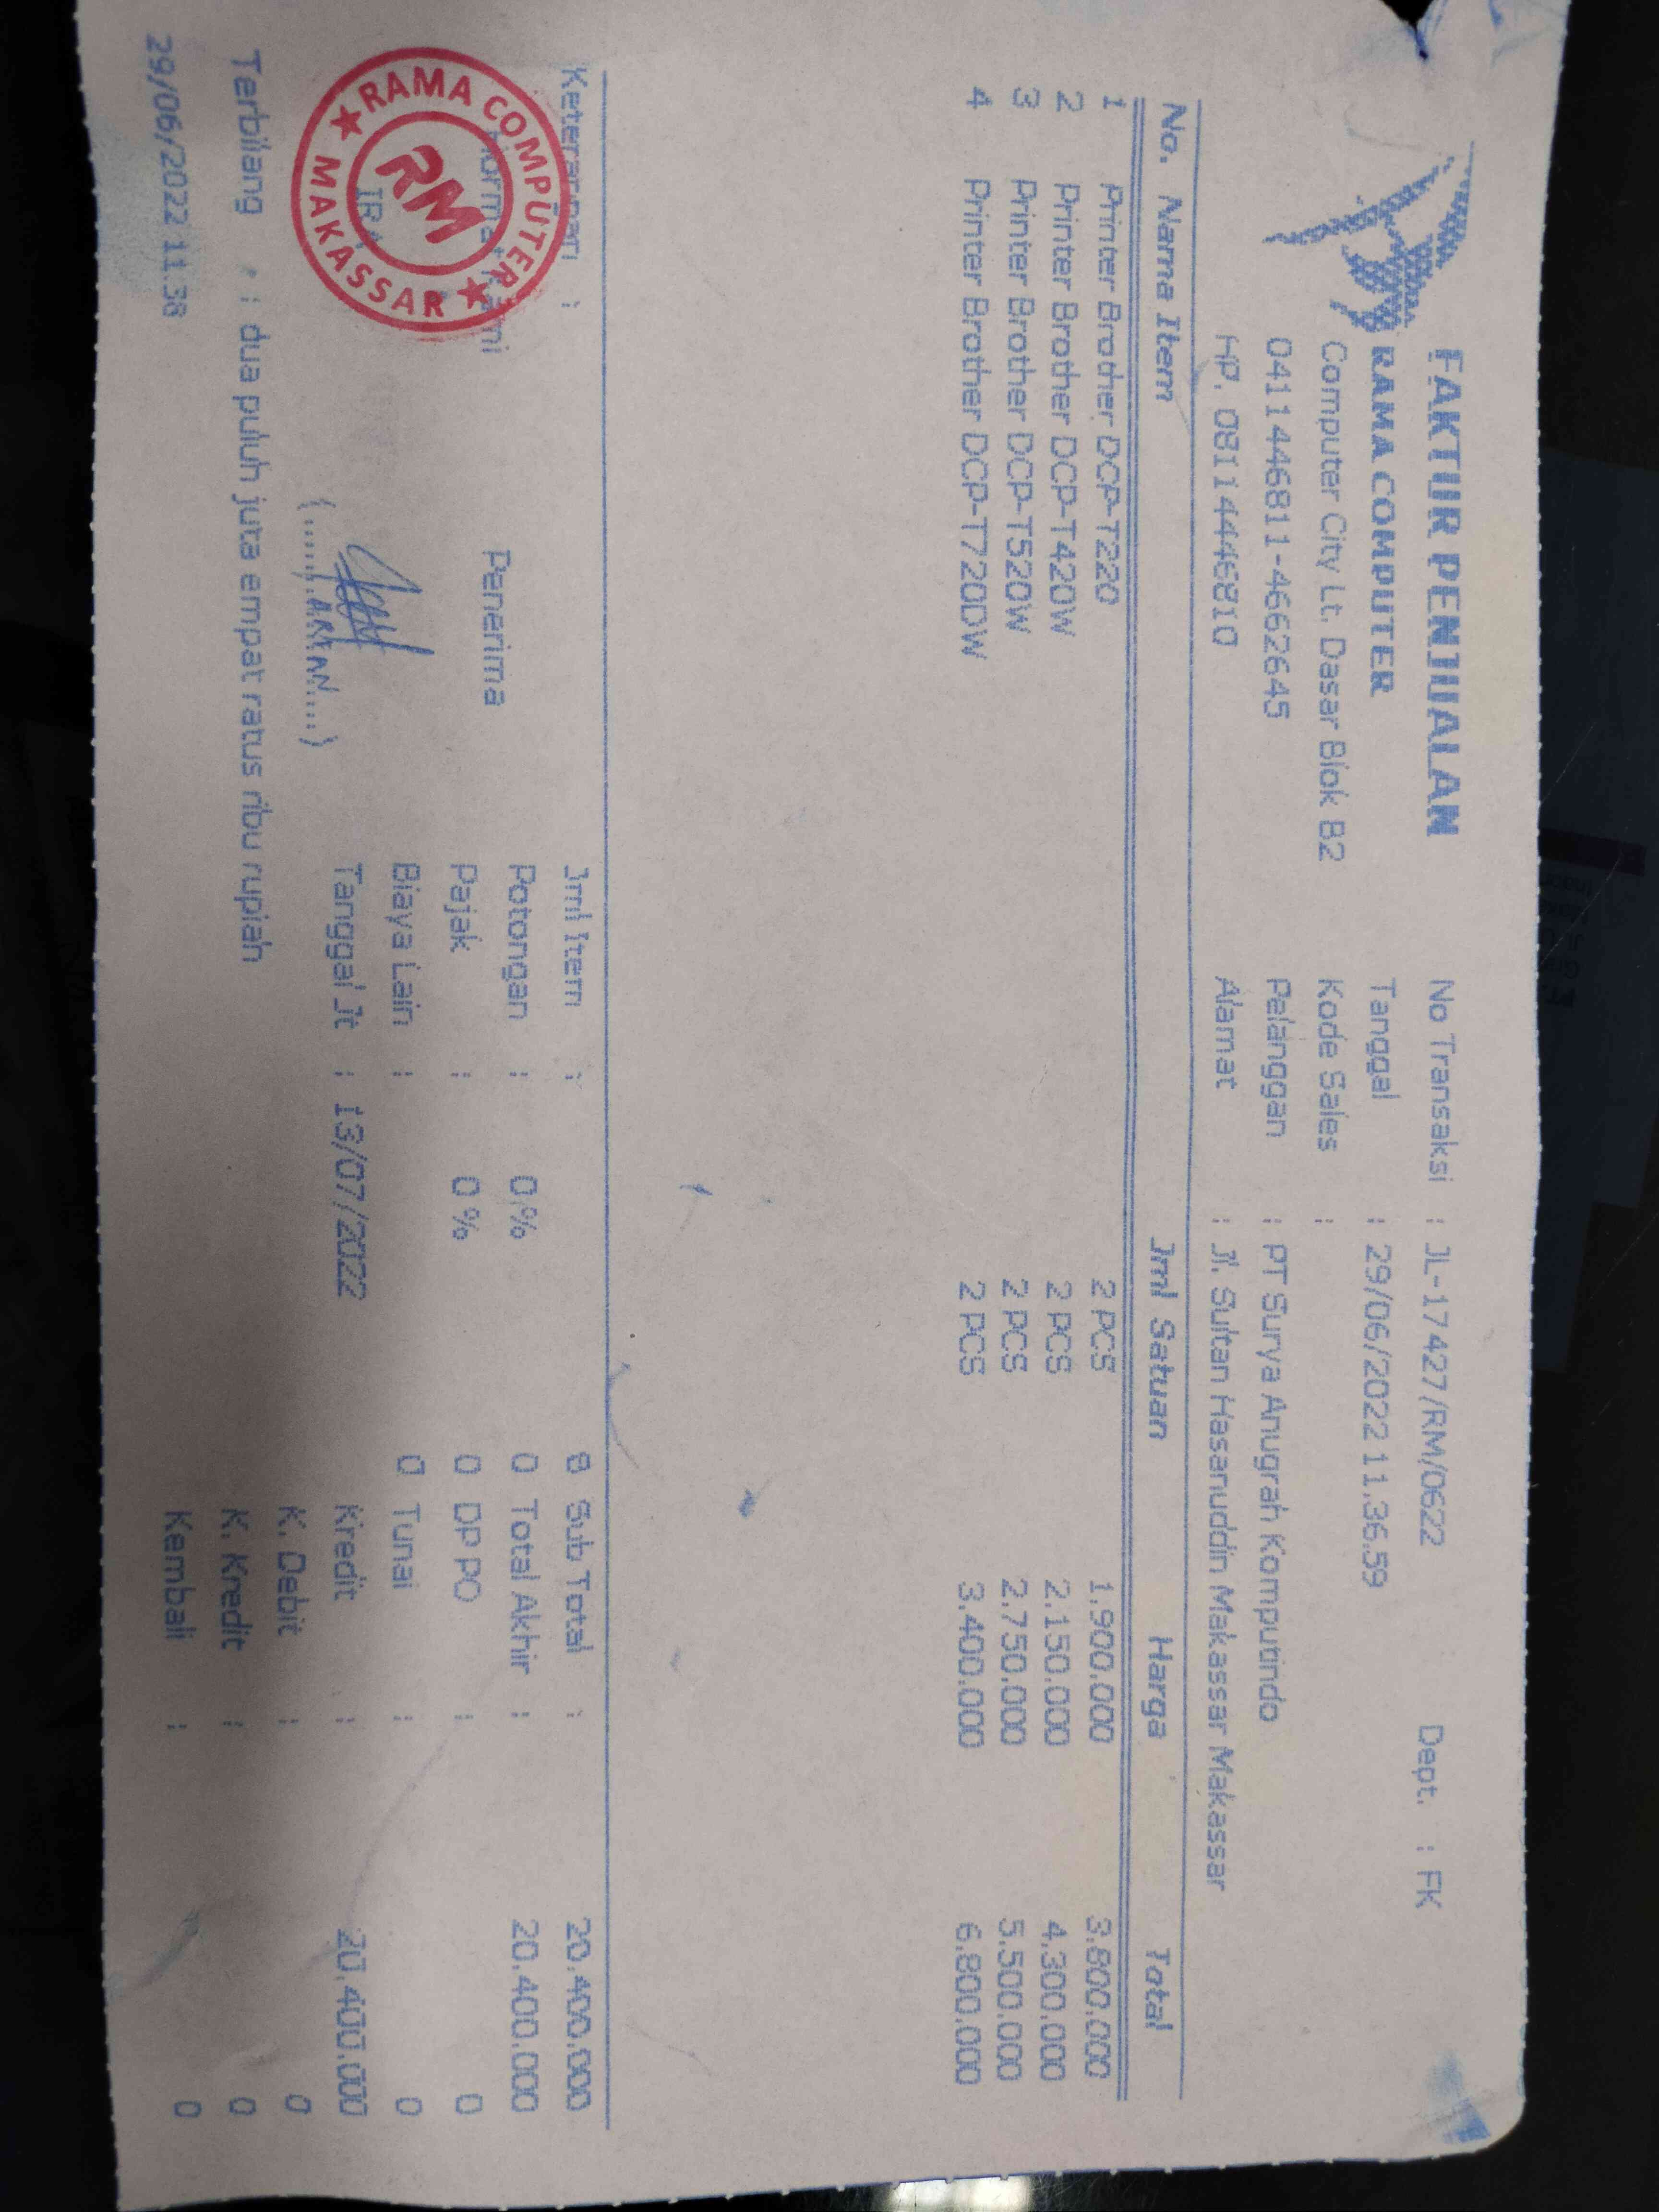 FAKTUR PENJUALAN
RAMA COMPUTER
Computer City Lt. Dasar Blok B2
0411 446811-4662645
HP. 0811446810
No Transaksi : JL-17427/RM/0622 Dept. : FK
Tanggal : 29/06/2022 11.36.59
Kode Sales :
Pelanggan : PT Surya Anugrah Komputindo
Alamat : Jl. Sultan Hasanuddin Makassar Makassar
No. Nama Item Jml Satuan Harga Total
1 Printer Brother DCP-T220 2 PCS 1.900.000 3.800.000
2 Printer Brother DCP-T420W 2 PCS 2.150.000 4.300.000
3 Printer Brother DCP-T520W 2 PCS 2.750.000 5.500.000
4 Printer Brother DCP-T720DW 2 PCS 3.400.000 6.800.000
Keterangan :
Hormat Kami
Penerima
RAMA COMPUTER
RM
MAKASSAR
Jml Item : 8 Sub Total : 20.400.000
Potongan : 0 % 0 Total Akhir : 20.400.000
Pajak : 0 % 0 DP PO : 0
Biaya Lain : 0 Tunai : 0
Tanggal Jt : 13/07/2022 Kredit : 20.400.000
K. Debit : 0
K. Kredit : 0
Kembali : 0
Terbilang : dua puluh juta empat ratus ribu rupiah
29/06/2022 11.38